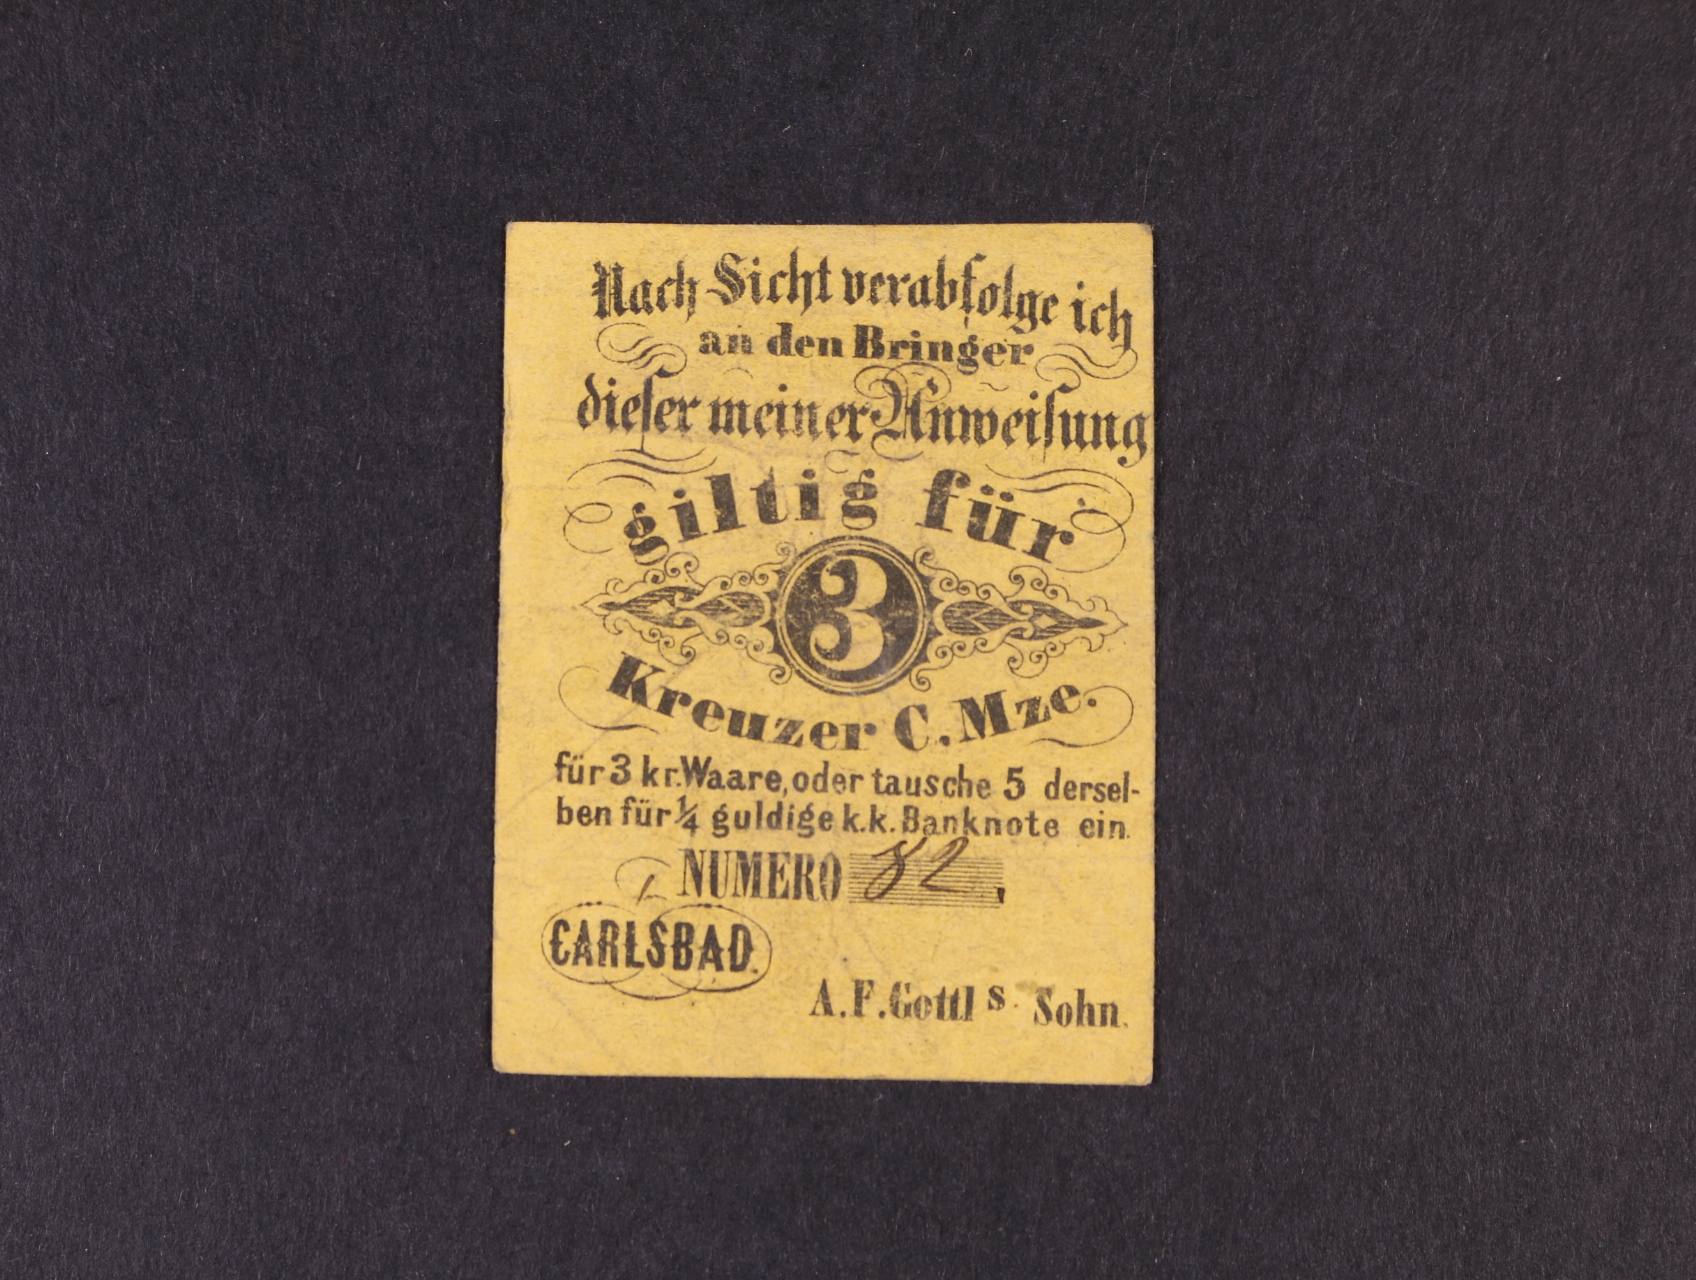 Nach Sicht verabfolge ich
an den Bringer
dieser meiner Anweisung
giltig für
3
Kreuzer C. Mze.
für 3 kr. Waare, oder tausche 5 dersel-
ben für ¼ guldige k. k. Banknote ein.
NUMERO 82.
CARLSBAD.
A. F. Gottl s. Sohn.